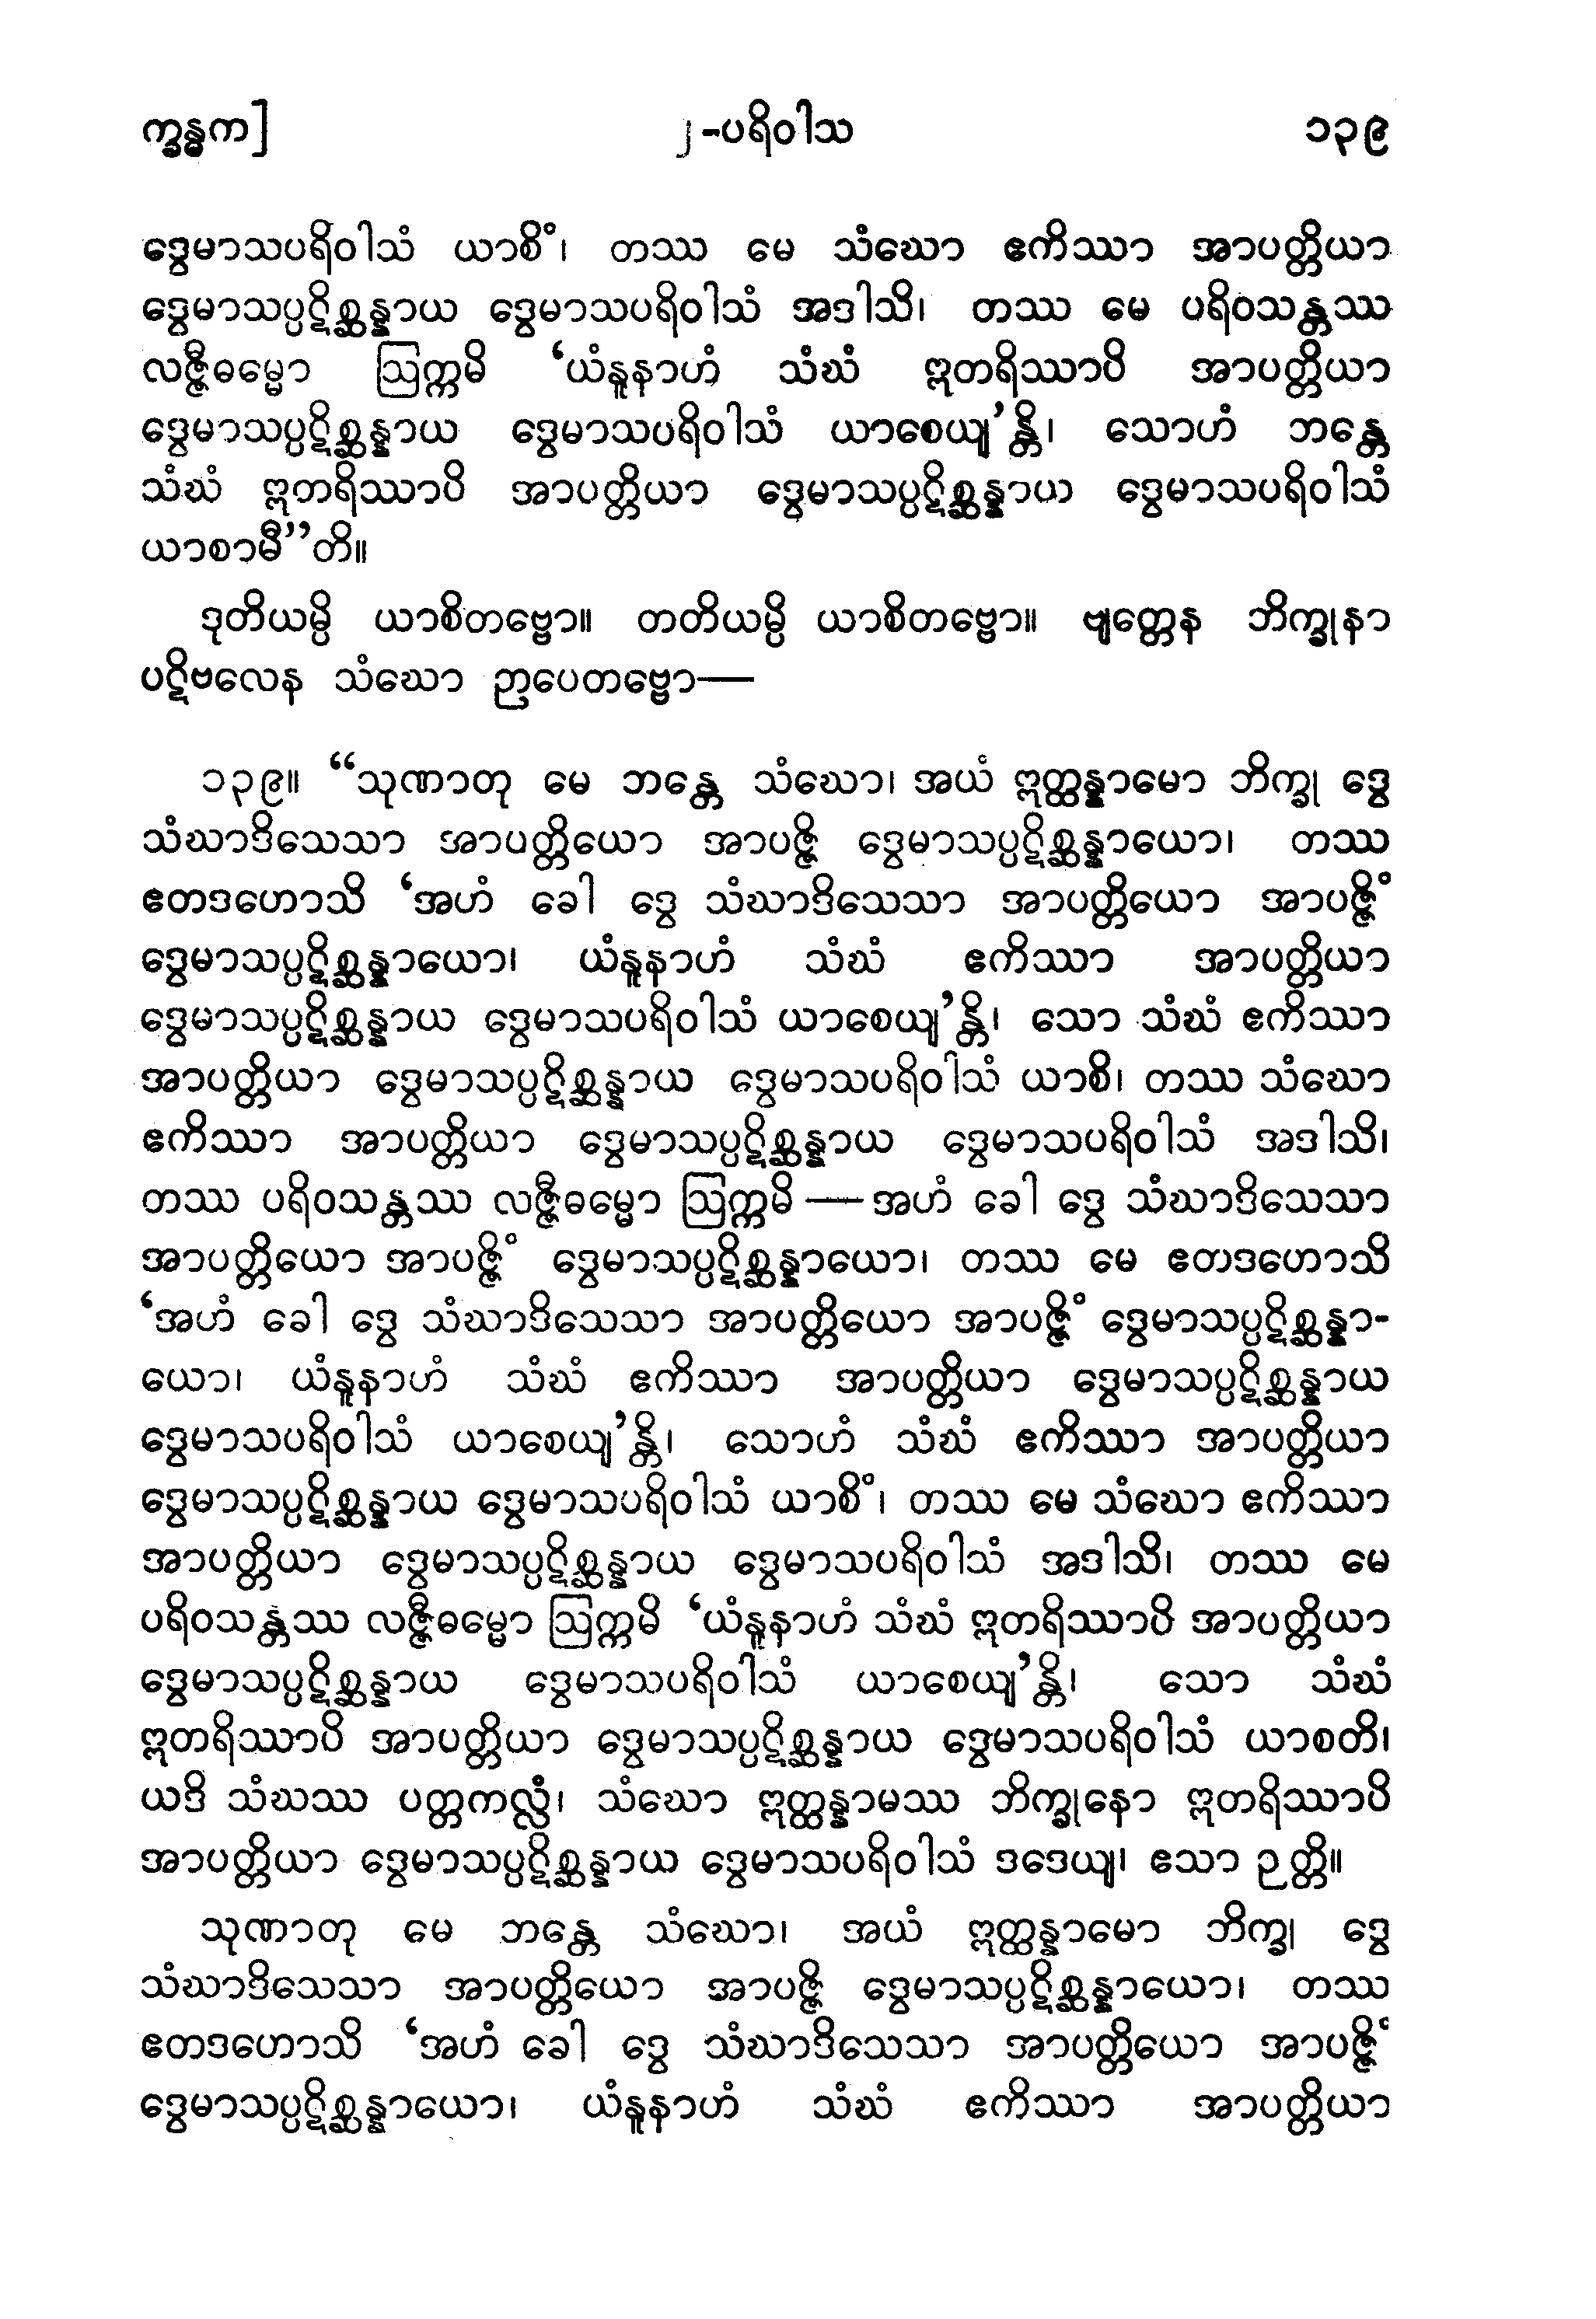 က္ခန္ဓက]
၂-ပရိဝါသ
၁၃၉
ဒွေမာသပရိဝါသံ ယာစိံ၊ တဿ မေ သံဃော ဧကိဿာ အာပတ္တိယာ
ဒွေမာသပ္ပဋိစ္ဆန္နာယ ဒွေမာသပရိဝါသံ အဒါသိ၊ တဿ မေ ပရိဝသန္တဿ
လဇ္ဇီဓမ္မော ဩက္ကမိ ‘ယံနူနာဟံ သံဃံ ဣတရိဿာပိ အာပတ္တိယာ
ဒွေမာသပ္ပဋိစ္ဆန္နာယ ဒွေမာသပရိဝါသံ ယာစေယျ’န္တိ၊ သောဟံ ဘန္တေ
သံဃံ ဣတရိဿာပိ အာပတ္တိယာ ဒွေမာသပ္ပဋိစ္ဆန္နာယ ဒွေမာသပရိဝါသံ
ယာစာမီ”တိ။
ဒုတိယမ္ပိ ယာစိတဗ္ဗော။ တတိယမ္ပိ ယာစိတဗ္ဗော။ ဗျတ္တေန ဘိက္ခုနာ
ပဋိဗလေန သံဃော ဉာပေတဗ္ဗော—
၁၃၉။ “သုဏာတု မေ ဘန္တေ သံဃော၊ အယံ ဣတ္ထန္နာမော ဘိက္ခု ဒွေ
သံဃာဒိသေသာ အာပတ္တိယော အာပဇ္ဇိ ဒွေမာသပ္ပဋိစ္ဆန္နာယော၊ တဿ
ဧတဒဟောသိ ‘အဟံ ခေါ ဒွေ သံဃာဒိသေသာ အာပတ္တိယော အာပဇ္ဇိံ
ဒွေမာသပ္ပဋိစ္ဆန္နာယော၊ ယံနူနာဟံ သံဃံ ဧကိဿာ အာပတ္တိယာ
ဒွေမာသပ္ပဋိစ္ဆန္နာယ ဒွေမာသပရိဝါသံ ယာစေယျ’န္တိ၊ သော သံဃံ ဧကိဿာ
အာပတ္တိယာ ဒွေမာသပ္ပဋိစ္ဆန္နာယ ဒွေမာသပရိဝါသံ ယာစိ၊ တဿ သံဃော
ဧကိဿာ အာပတ္တိယာ ဒွေမာသပ္ပဋိစ္ဆန္နာယ ဒွေမာသပရိဝါသံ အဒါသိ၊
တဿ ပရိဝသန္တဿ လဇ္ဇီဓမ္မော ဩက္ကမိ — အဟံ ခေါ ဒွေ သံဃာဒိသေသာ
အာပတ္တိယော အာပဇ္ဇိံ ဒွေမာသပ္ပဋိစ္ဆန္နာယော၊ တဿ မေ ဧတဒဟောသိ
‘အဟံ ခေါ ဒွေ သံဃာဒိသေသာ အာပတ္တိယော အာပဇ္ဇိံ ဒွေမာသပ္ပဋိစ္ဆန္နာ-
ယော၊ ယံနူနာဟံ သံဃံ ဧကိဿာ အာပတ္တိယာ ဒွေမာသပ္ပဋိစ္ဆန္နာယ
ဒွေမာသပရိဝါသံ ယာစေယျ’န္တိ၊ သောဟံ သံဃံ ဧကိဿာ အာပတ္တိယာ
ဒွေမာသပ္ပဋိစ္ဆန္နာယ ဒွေမာသပရိဝါသံ ယာစိံ၊ တဿ မေ သံဃော ဧကိဿာ
အာပတ္တိယာ ဒွေမာသပ္ပဋိစ္ဆန္နာယ ဒွေမာသပရိဝါသံ အဒါသိ၊ တဿ မေ
ပရိဝသန္တဿ လဇ္ဇီဓမ္မော ဩက္ကမိ ‘ယံနူနာဟံ သံဃံ ဣတရိဿာပိ အာပတ္တိယာ
ဒွေမာသပ္ပဋိစ္ဆန္နာယ ဒွေမာသပရိဝါသံ ယာစေယျ’န္တိ၊ သော သံဃံ
ဣတရိဿာပိ အာပတ္တိယာ ဒွေမာသပ္ပဋိစ္ဆန္နာယ ဒွေမာသပရိဝါသံ ယာစတိ၊
ယဒိ သံဃဿ ပတ္တကလ္လံ၊ သံဃော ဣတ္ထန္နာမဿ ဘိက္ခုနော ဣတရိဿာပိ
အာပတ္တိယာ ဒွေမာသပ္ပဋိစ္ဆန္နာယ ဒွေမာသပရိဝါသံ ဒဒေယျ၊ ဧသာ ဉတ္တိ။
သုဏာတု မေ ဘန္တေ သံဃော၊ အယံ ဣတ္ထန္နာမော ဘိက္ခု ဒွေ
သံဃာဒိသေသာ အာပတ္တိယော အာပဇ္ဇိ ဒွေမာသပ္ပဋိစ္ဆန္နာယော၊ တဿ
ဧတဒဟောသိ ‘အဟံ ခေါ ဒွေ သံဃာဒိသေသာ အာပတ္တိယော အာပဇ္ဇိံ
ဒွေမာသပ္ပဋိစ္ဆန္နာယော၊ ယံနူနာဟံ သံဃံ ဧကိဿာ အာပတ္တိယာ